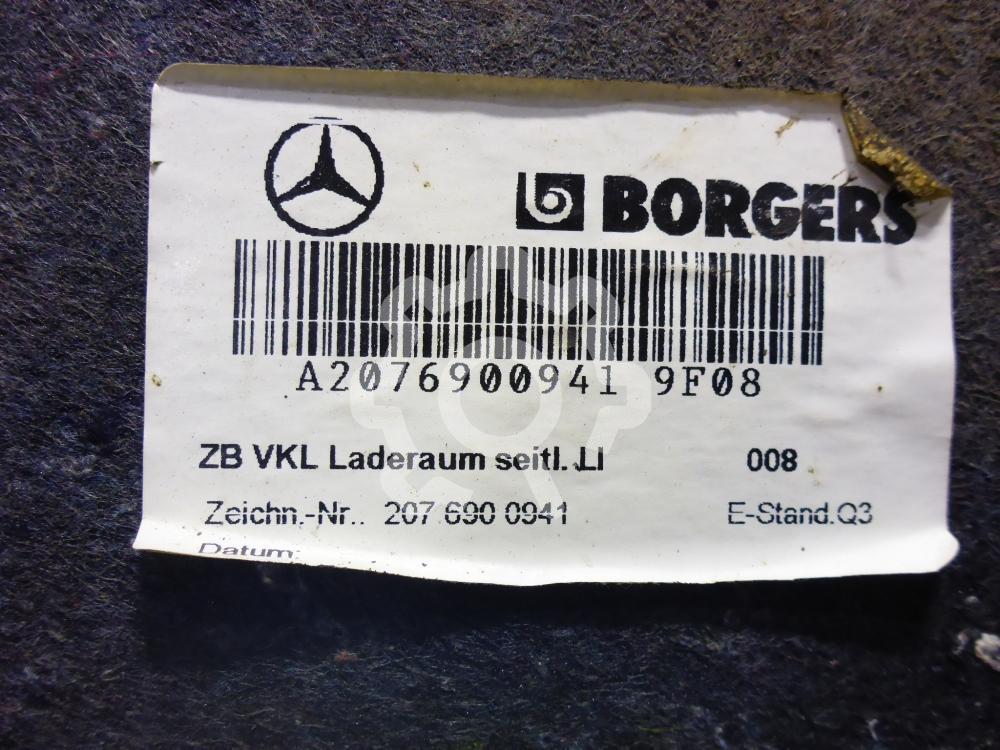 BORGERS
A2076900941 9F08
ZB VKL Laderaum seitl. LI 008
Zeichn.-Nr.: 207 690 0941 E-Stand.Q3
Datum: